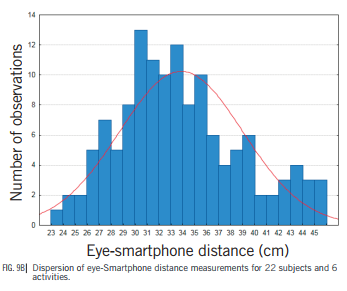 14
12
10
8
6
4
2
0
Number of observations
23 24 25 26 27 28 29 30 31 32 33 34 35 36 37 38 39 40 41 42 43 44 45
Eye-smartphone distance (cm)
FIG. 9B| Dispersion of eye-Smartphone distance measurements for 22 subjects and 6
activities.